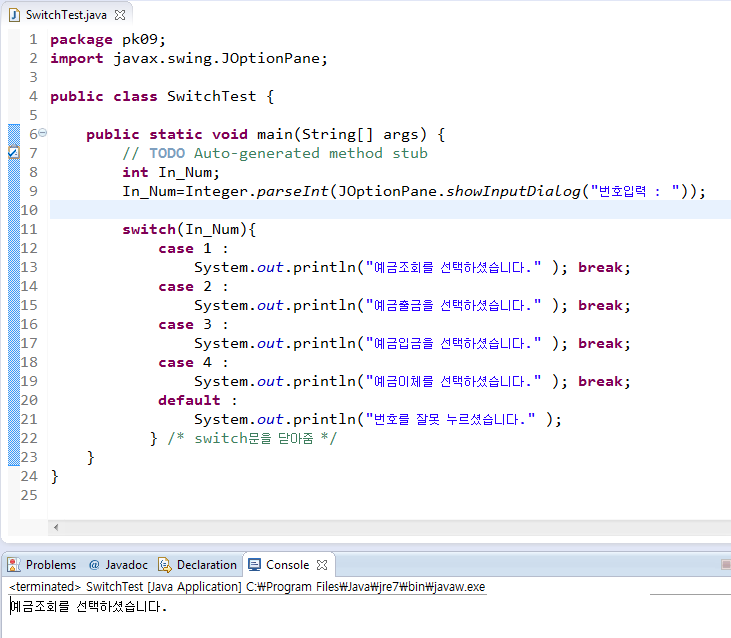 SwitchTest.java
1 package pk09;
2 import javax.swing.JOptionPane;
3
4 public class SwitchTest {
5
6 public static void main(String[] args) {
7 // TODO Auto-generated method stub
8 int In_Num;
9 In_Num=Integer.parseInt(JOptionPane.showInputDialog("번호입력 : "));
10
11 switch(In_Num){
12 case 1 :
13 System.out.println("예금조회를 선택하셨습니다." ); break;
14 case 2 :
15 System.out.println("예금출금을 선택하셨습니다." ); break;
16 case 3 :
17 System.out.println("예금입금을 선택하셨습니다." ); break;
18 case 4 :
19 System.out.println("예금이체를 선택하셨습니다." ); break;
20 default :
21 System.out.println("번호를 잘못 누르셨습니다." );
22 } /* switch문을 닫아줌 */
23 }
24 }
25
Problems @ Javadoc Declaration Console
<terminated> SwitchTest [Java Application] C:₩Program Files₩Java₩jre7₩bin₩javaw.exe
예금조회를 선택하셨습니다.